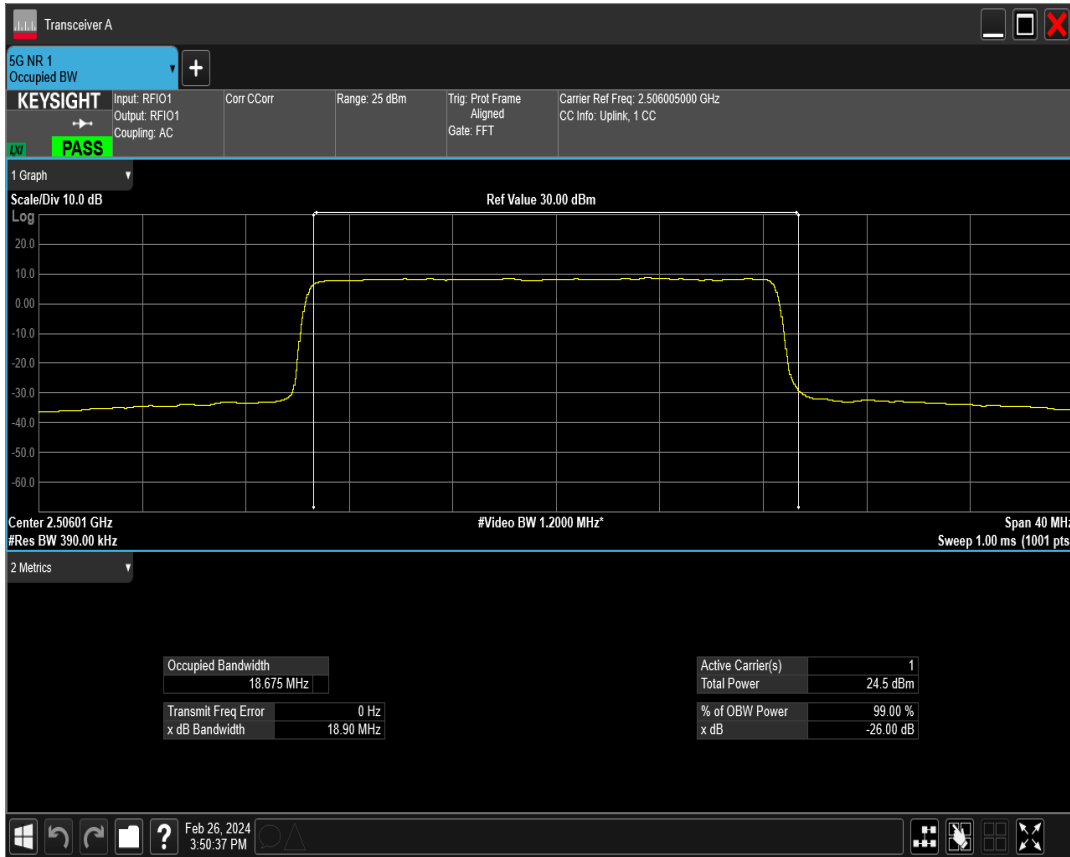 Transceiver A
5G NR 1
Occupied BW
+
KEYSIGHT
LXI
PASS
Input: RFIO1
Output: RFIO1
Coupling: AC
Corr CCorr
Range: 25 dBm
Trig: Prot Frame
Aligned
Gate: FFT
Carrier Ref Freq: 2.506005000 GHz
CC Info: Uplink, 1 CC
1 Graph
Scale/Div 10.0 dB
Ref Value 30.00 dBm
Log
20.0
10.0
0.00
-10.0
-20.0
-30.0
-40.0
-50.0
-60.0
Center 2.50601 GHz
#Video BW 1.2000 MHz*
Span 40 MHz
#Res BW 390.00 kHz
Sweep 1.00 ms (1001 pts
2 Metrics
Occupied Bandwidth
18.675 MHz
Transmit Freq Error 0 Hz
x dB Bandwidth 18.90 MHz
Active Carrier(s) 1
Total Power 24.5 dBm
% of OBW Power 99.00 %
x dB -26.00 dB
?
Feb 26, 2024
3:50:37 PM